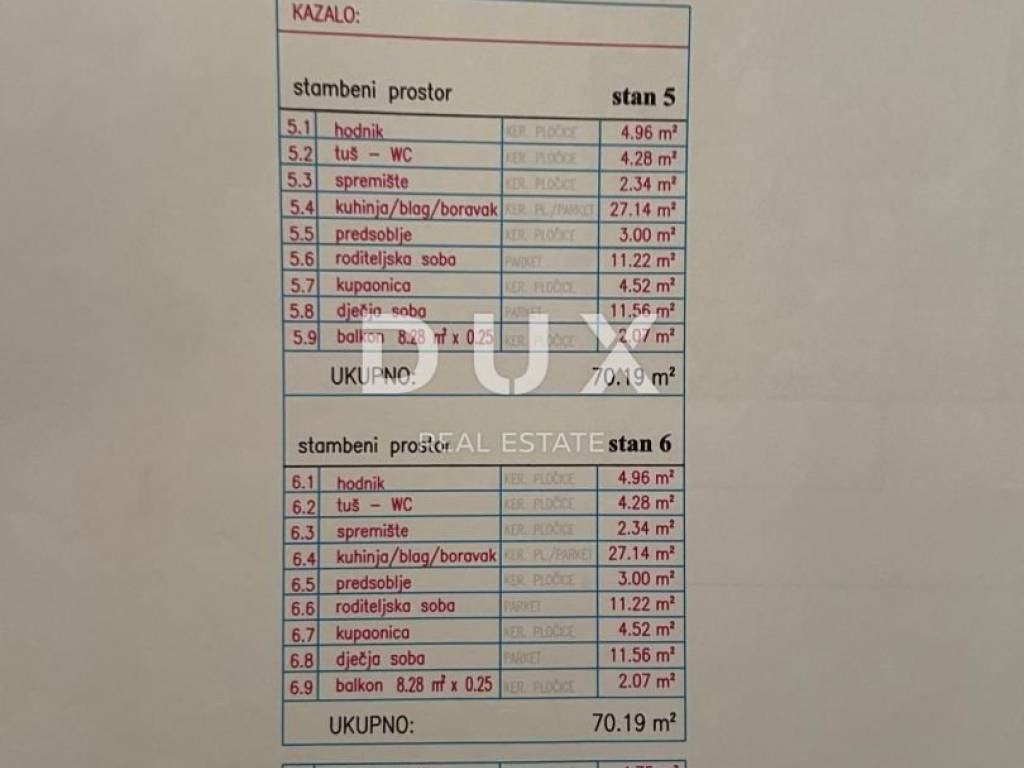 KAZALO:
stambeni prostor stan 5
5.1 hodnik KER. PLOČICE 4.96 m²
5.2 tuš – WC KER. PLOČICE 4.28 m²
5.3 spremište KER. PLOČICE 2.34 m²
5.4 kuhinja/blag/boravak KER. PL./PARKET 27.14 m²
5.5 predsoblje KER. PLOČICE 3.00 m²
5.6 roditeljska soba PARKET 11.22 m²
5.7 kupaonica KER. PLOČICE 4.52 m²
5.8 dječja soba PARKET 11.56 m²
5.9 balkon 8.28 m² x 0.25 KER. PLOČICE 2.07 m²
DUX
UKUPNO: 70.19 m²
REAL ESTATE
stambeni prostor stan 6
6.1 hodnik KER. PLOČICE 4.96 m²
6.2 tuš – WC KER. PLOČICE 4.28 m²
6.3 spremište KER. PLOČICE 2.34 m²
6.4 kuhinja/blag/boravak KER. PL./PARKET 27.14 m²
6.5 predsoblje KER. PLOČICE 3.00 m²
6.6 roditeljska soba PARKET 11.22 m²
6.7 kupaonica KER. PLOČICE 4.52 m²
6.8 dječja soba PARKET 11.56 m²
6.9 balkon 8.28 m² x 0.25 KER. PLOČICE 2.07 m²
UKUPNO: 70.19 m²